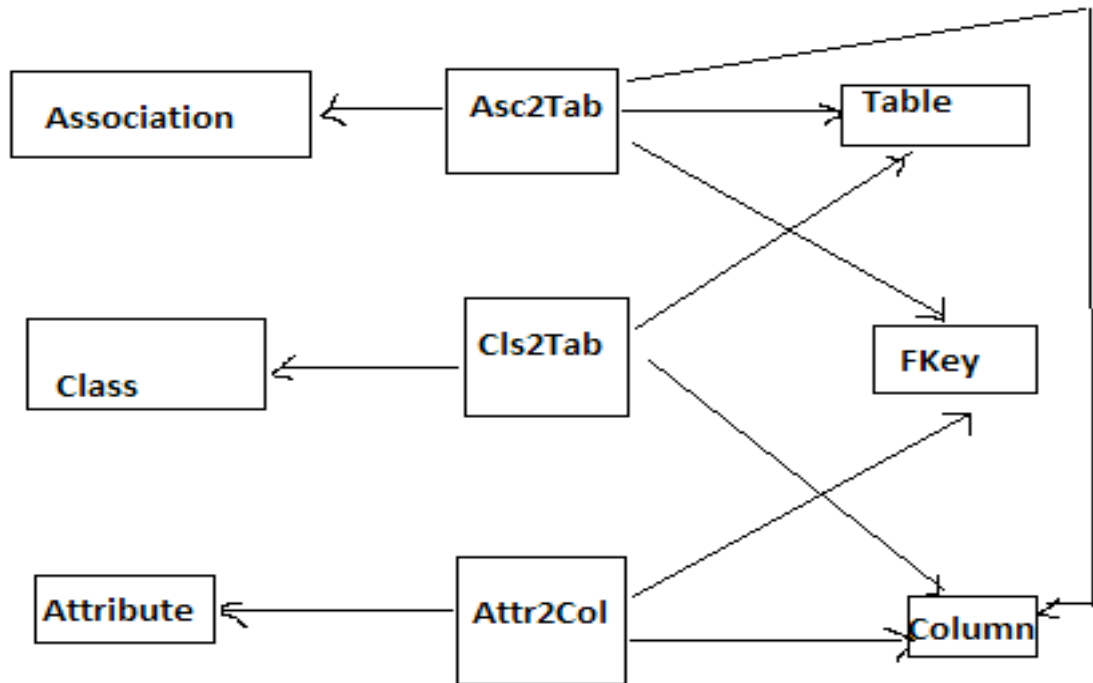 Association
Asc2Tab
Table
Class
Cls2Tab
FKey
Attribute
Attr2Col
Column